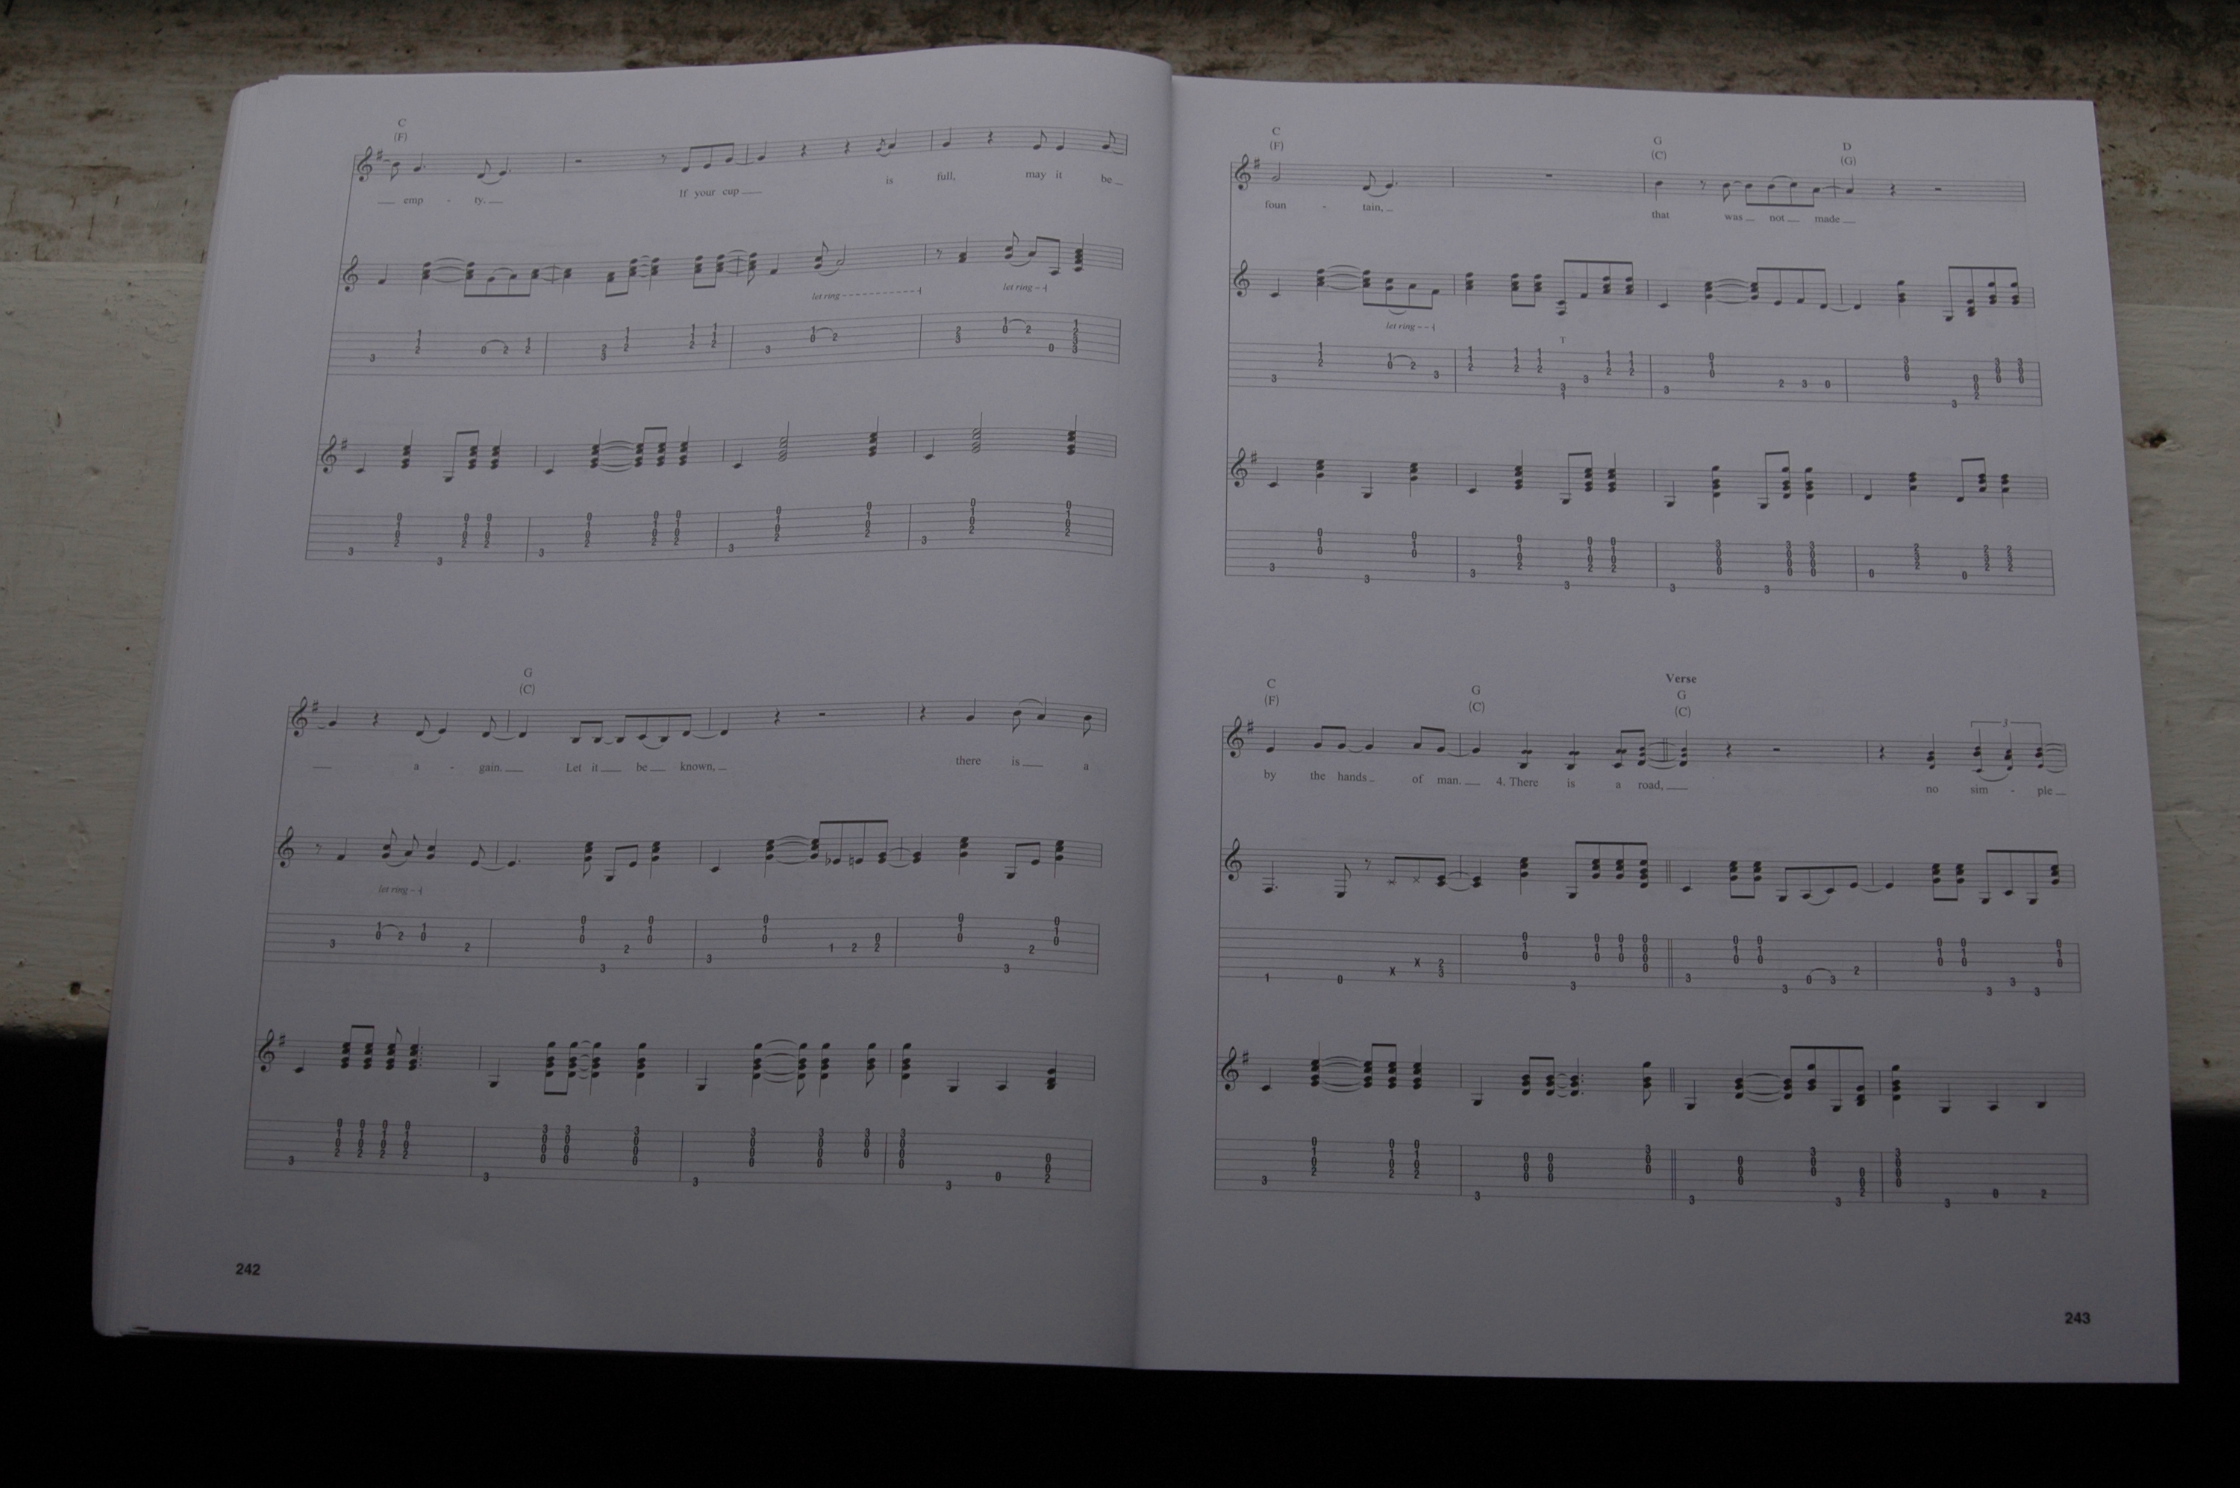 C
(F)
emp - ty. If your cup is full, may it be
let ring let ring
G
(C)
a - gain. Let it be known, there is a
let ring
242
C G D
(F) (C) (G)
foun - tain, that was not made
let ring
T
Verse
C G G
(F) (C) (C)
3
by the hands of man. 4. There is a road, no sim - ple
243